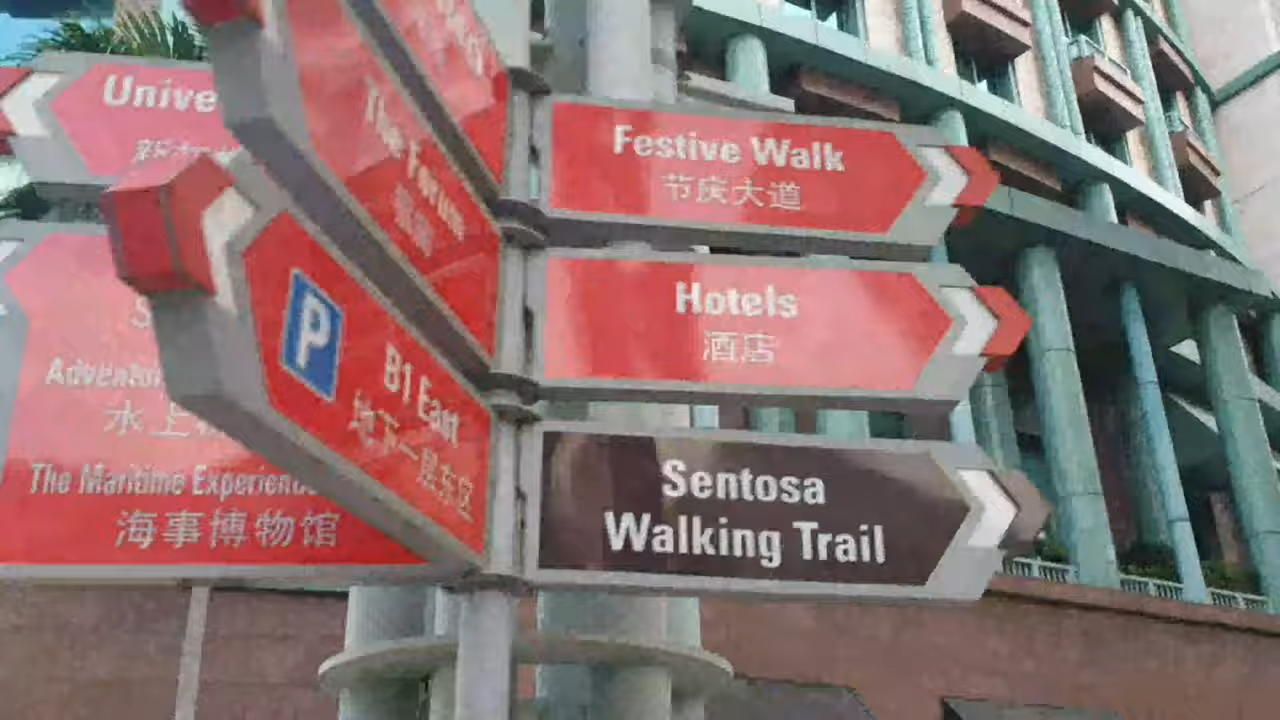 Festive Walk
节庆大道
Hotels
酒店
Sentosa
Walking Trail
The Forum
P
B1 East
地下一层东区
The Maritime
海事博物馆